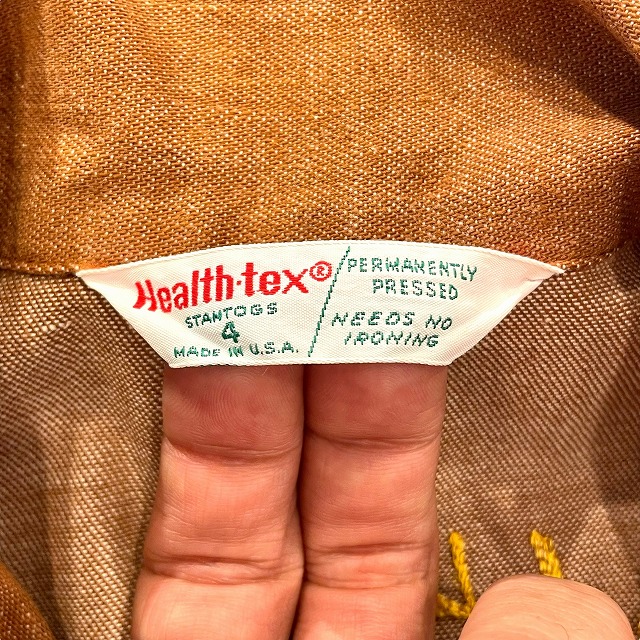 Health-tex®
STANTOGS
4
MADE IN U.S.A.
PERMANENTLY
PRESSED
NEEDS NO
IRONING